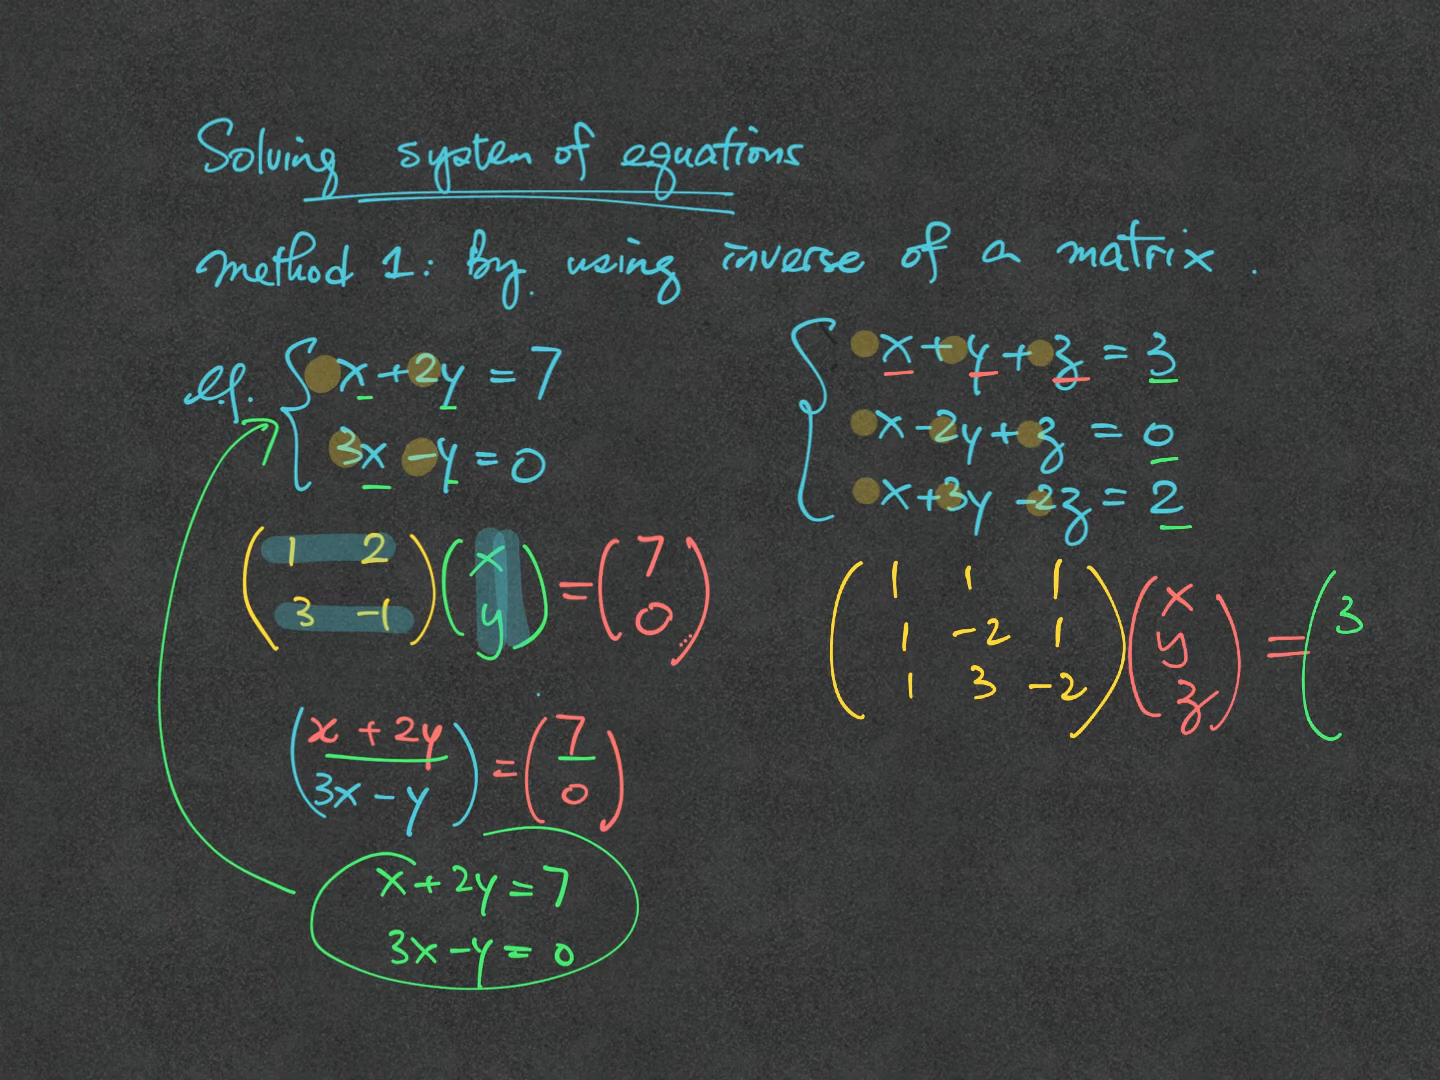 Solving system of equations
method 1: By using inverse of a matrix.
e.g. { x + 2y = 7
3x - y = 0
( 1 2
3 -1 ) ( x
y ) = ( 7
0 )
( x + 2y
3x - y ) = ( 7
0 )
x + 2y = 7
3x - y = 0
{ x + y + z = 3
x - 2y + z = 0
x + 3y - 2z = 2
( 1 1 1
1 -2 1
1 3 -2 ) ( x
y
z ) = ( 3